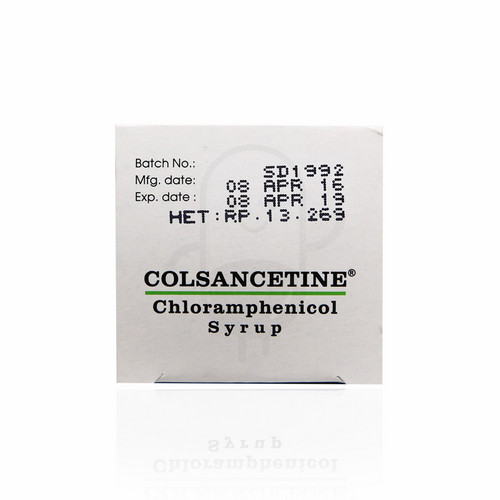 Batch No.: SD1992
Mfg. date: 08 APR 16
Exp. date : 08 APR 19
HET: RP. 13.269
COLSANCETINE®
Chloramphenicol
Syrup